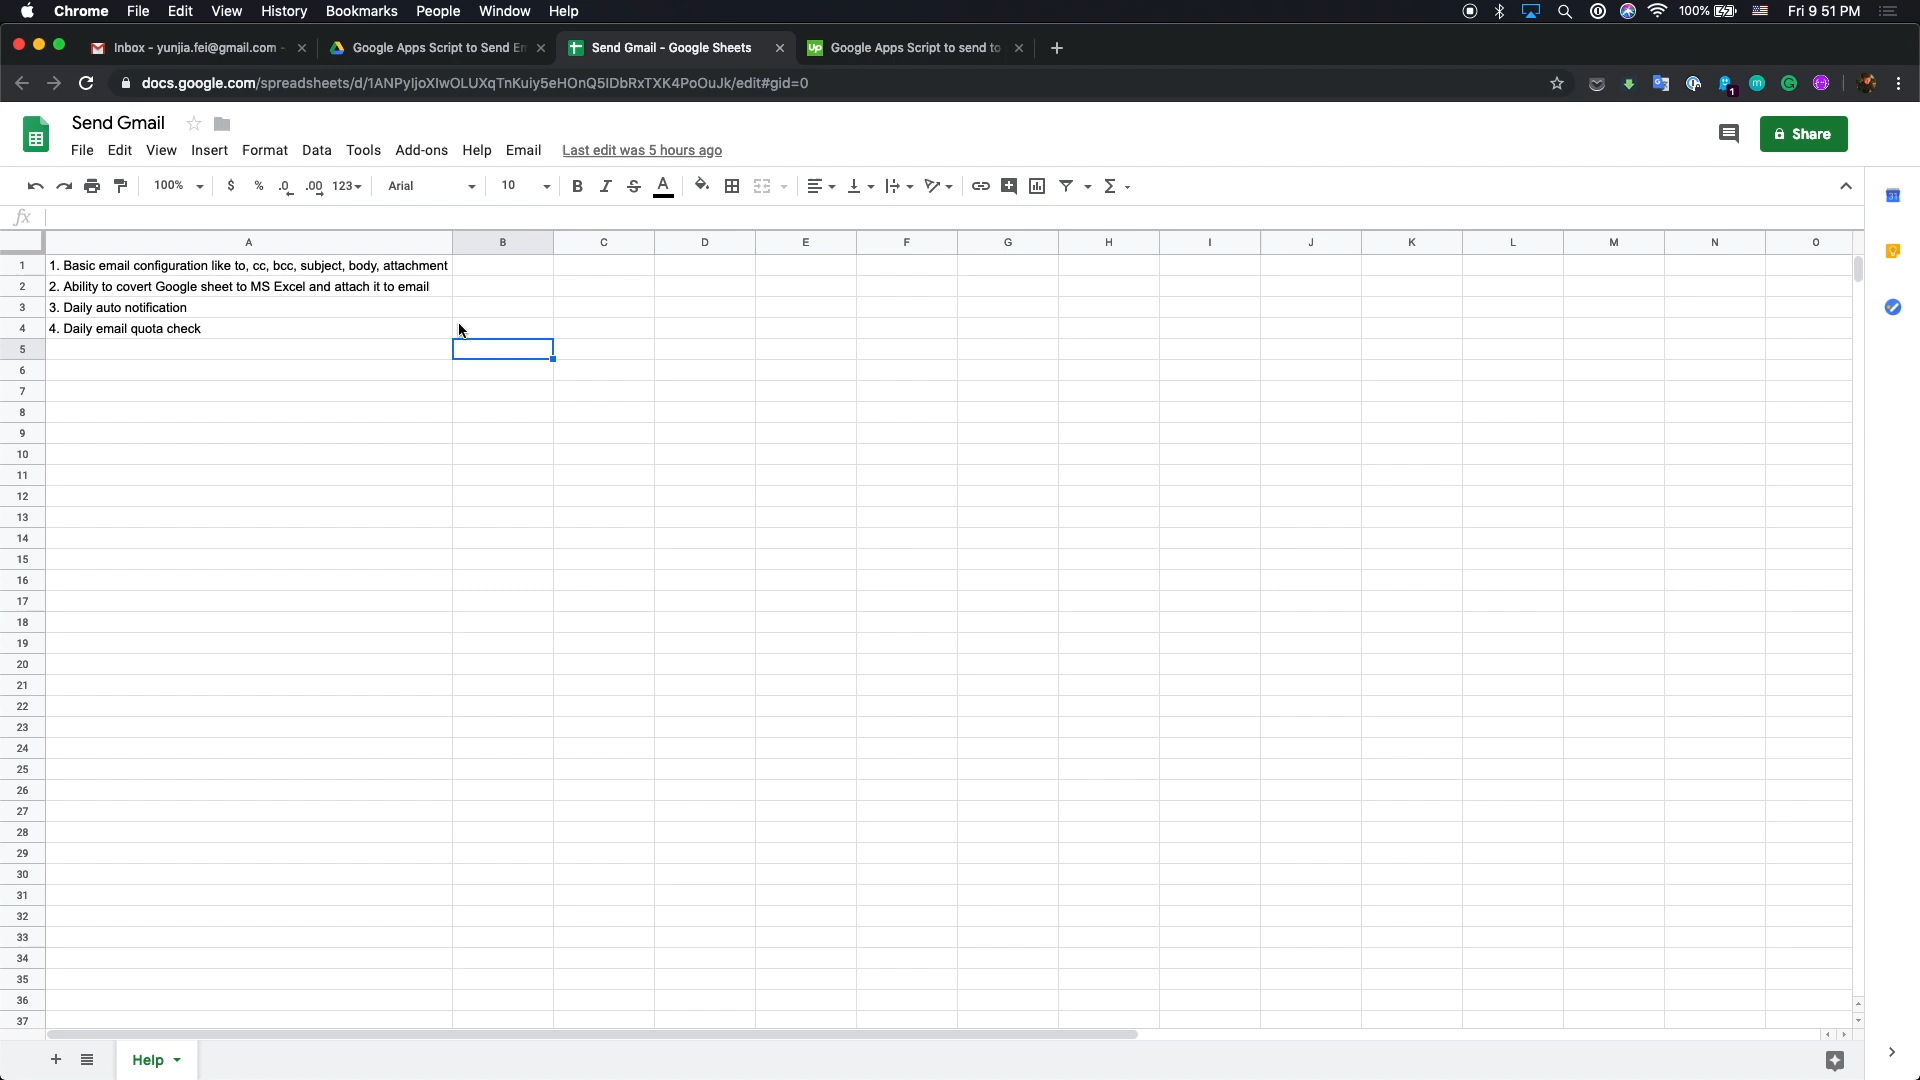 Chrome File Edit View History Bookmarks People Window Help 100% Fri 9 51 PM
Inbox - yunjia.fei@gmail.com - Google Apps Script to Send Em Send Gmail - Google Sheets Google Apps Script to send to
docs.google.com/spreadsheets/d/1ANPyIjoXIwOLUXqTnKuiy5eHOnQ5IDbRxTXK4PoOuJk/edit#gid=0
Send Gmail
Share
File Edit View Insert Format Data Tools Add-ons Help Email Last edit was 5 hours ago
100% $ % .0 .00 123 Arial 10 B I S A
fx
A B C D E F G H I J K L M N O
1 1. Basic email configuration like to, cc, bcc, subject, body, attachment
2 2. Ability to covert Google sheet to MS Excel and attach it to email
3 3. Daily auto notification
4 4. Daily email quota check
5
6
7
8
9
10
11
12
13
14
15
16
17
18
19
20
21
22
23
24
25
26
27
28
29
30
31
32
33
34
35
36
37
Help